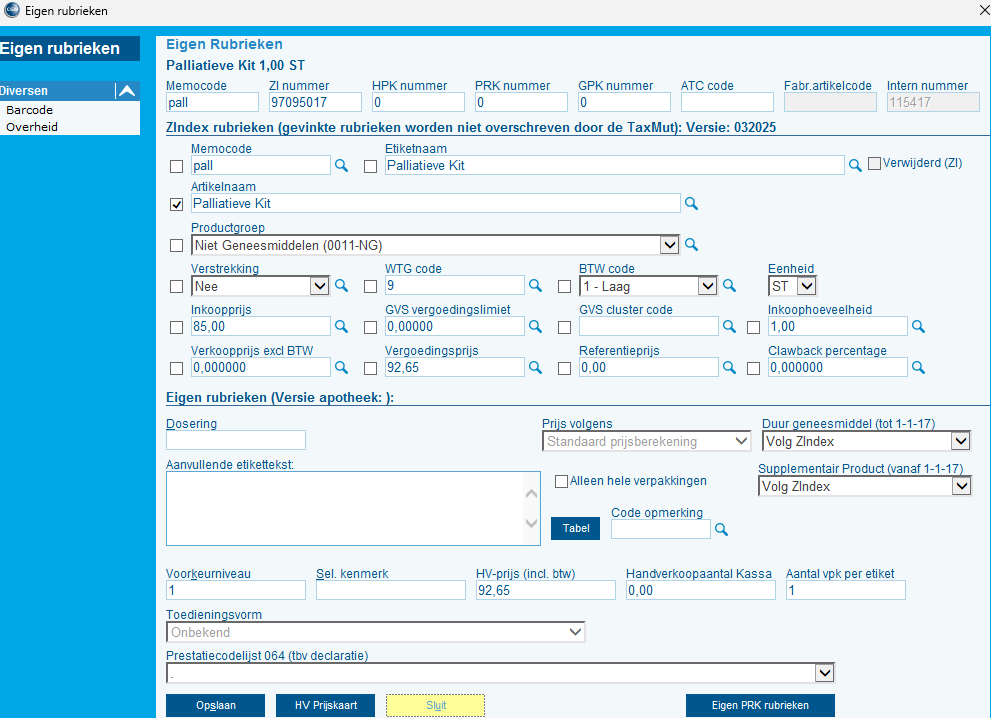 CGM Eigen rubrieken
Eigen rubrieken
Diversen
Barcode
Overheid
Eigen Rubrieken
Palliatieve Kit 1,00 ST
Memocode ZI nummer HPK nummer PRK nummer GPK nummer ATC code Fabr.artikelcode Intern nummer
pall 97095017 0 0 0 115417
ZIndex rubrieken (gevinkte rubrieken worden niet overschreven door de TaxMut): Versie: 032025
Memocode Etiketnaam
pall Palliatieve Kit Verwijderd (ZI)
Artikelnaam
Palliatieve Kit
Productgroep
Niet Geneesmiddelen (0011-NG)
Verstrekking WTG code BTW code Eenheid
Nee 9 1 - Laag ST
Inkoopprijs GVS vergoedingslimiet GVS cluster code Inkoophoeveelheid
85,00 0,00000 1,00
Verkoopprijs excl BTW Vergoedingsprijs Referentieprijs Clawback percentage
0,000000 92,65 0,00 0,000000
Eigen rubrieken (Versie apotheek: ):
Dosering Prijs volgens Duur geneesmiddel (tot 1-1-17)
Standaard prijsberekening Volg ZIndex
Aanvullende etikettekst: Supplementair Product (vanaf 1-1-17)
Alleen hele verpakkingen Volg ZIndex
Code opmerking
Tabel
Voorkeurniveau Sel. kenmerk HV-prijs (incl. btw) Handverkoopaantal Kassa Aantal vpk per etiket
1 92,65 0,00 1
Toedieningsvorm
Onbekend
Prestatiecodelijst 064 (tbv declaratie)
.
Opslaan HV Prijskaart Sluit Eigen PRK rubrieken